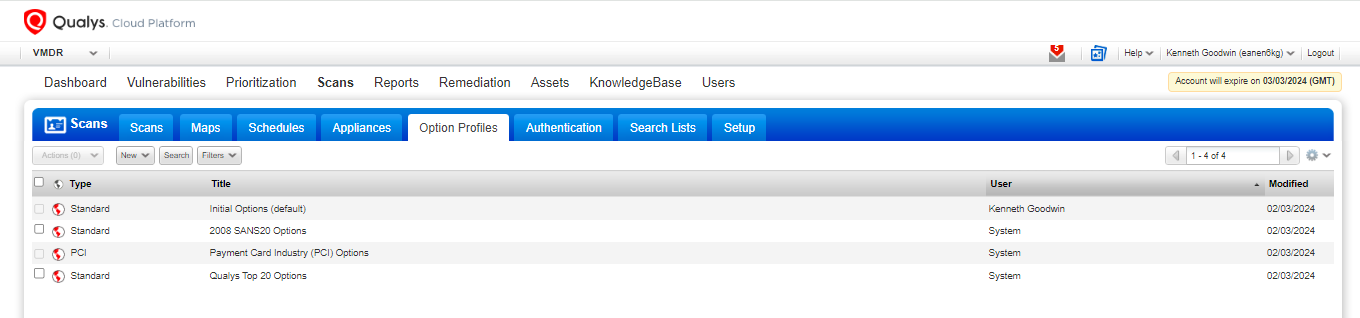 Qualys. Cloud Platform
VMDR
5
Help
Kenneth Goodwin (eanen6kg)
Logout
Dashboard Vulnerabilities Prioritization Scans Reports Remediation Assets KnowledgeBase Users
Account will expire on 03/03/2024 (GMT)
Scans Scans Maps Schedules Appliances Option Profiles Authentication Search Lists Setup
Actions (0) New Search Filters 1 - 4 of 4
Type Title User Modified
Standard Initial Options (default) Kenneth Goodwin 02/03/2024
Standard 2008 SANS20 Options System 02/03/2024
PCI Payment Card Industry (PCI) Options System 02/03/2024
Standard Qualys Top 20 Options System 02/03/2024